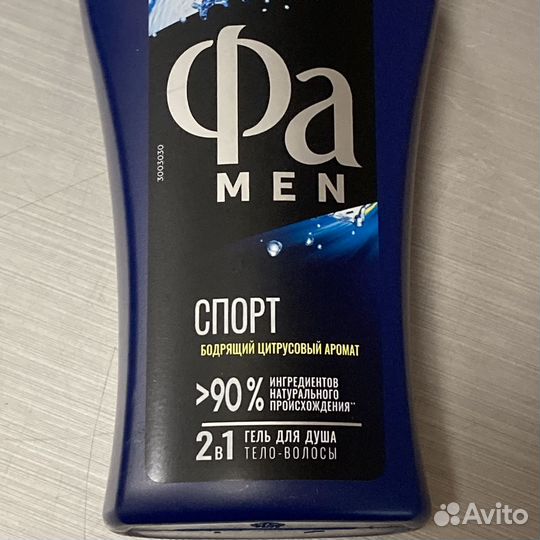 Фа
MEN
3003030
СПОРТ
БОДРЯЩИЙ ЦИТРУСОВЫЙ АРОМАТ
>90% ИНГРЕДИЕНТОВ
НАТУРАЛЬНОГО
ПРОИСХОЖДЕНИЯ**
2в1 ГЕЛЬ ДЛЯ ДУША
ТЕЛО-ВОЛОСЫ
Avito